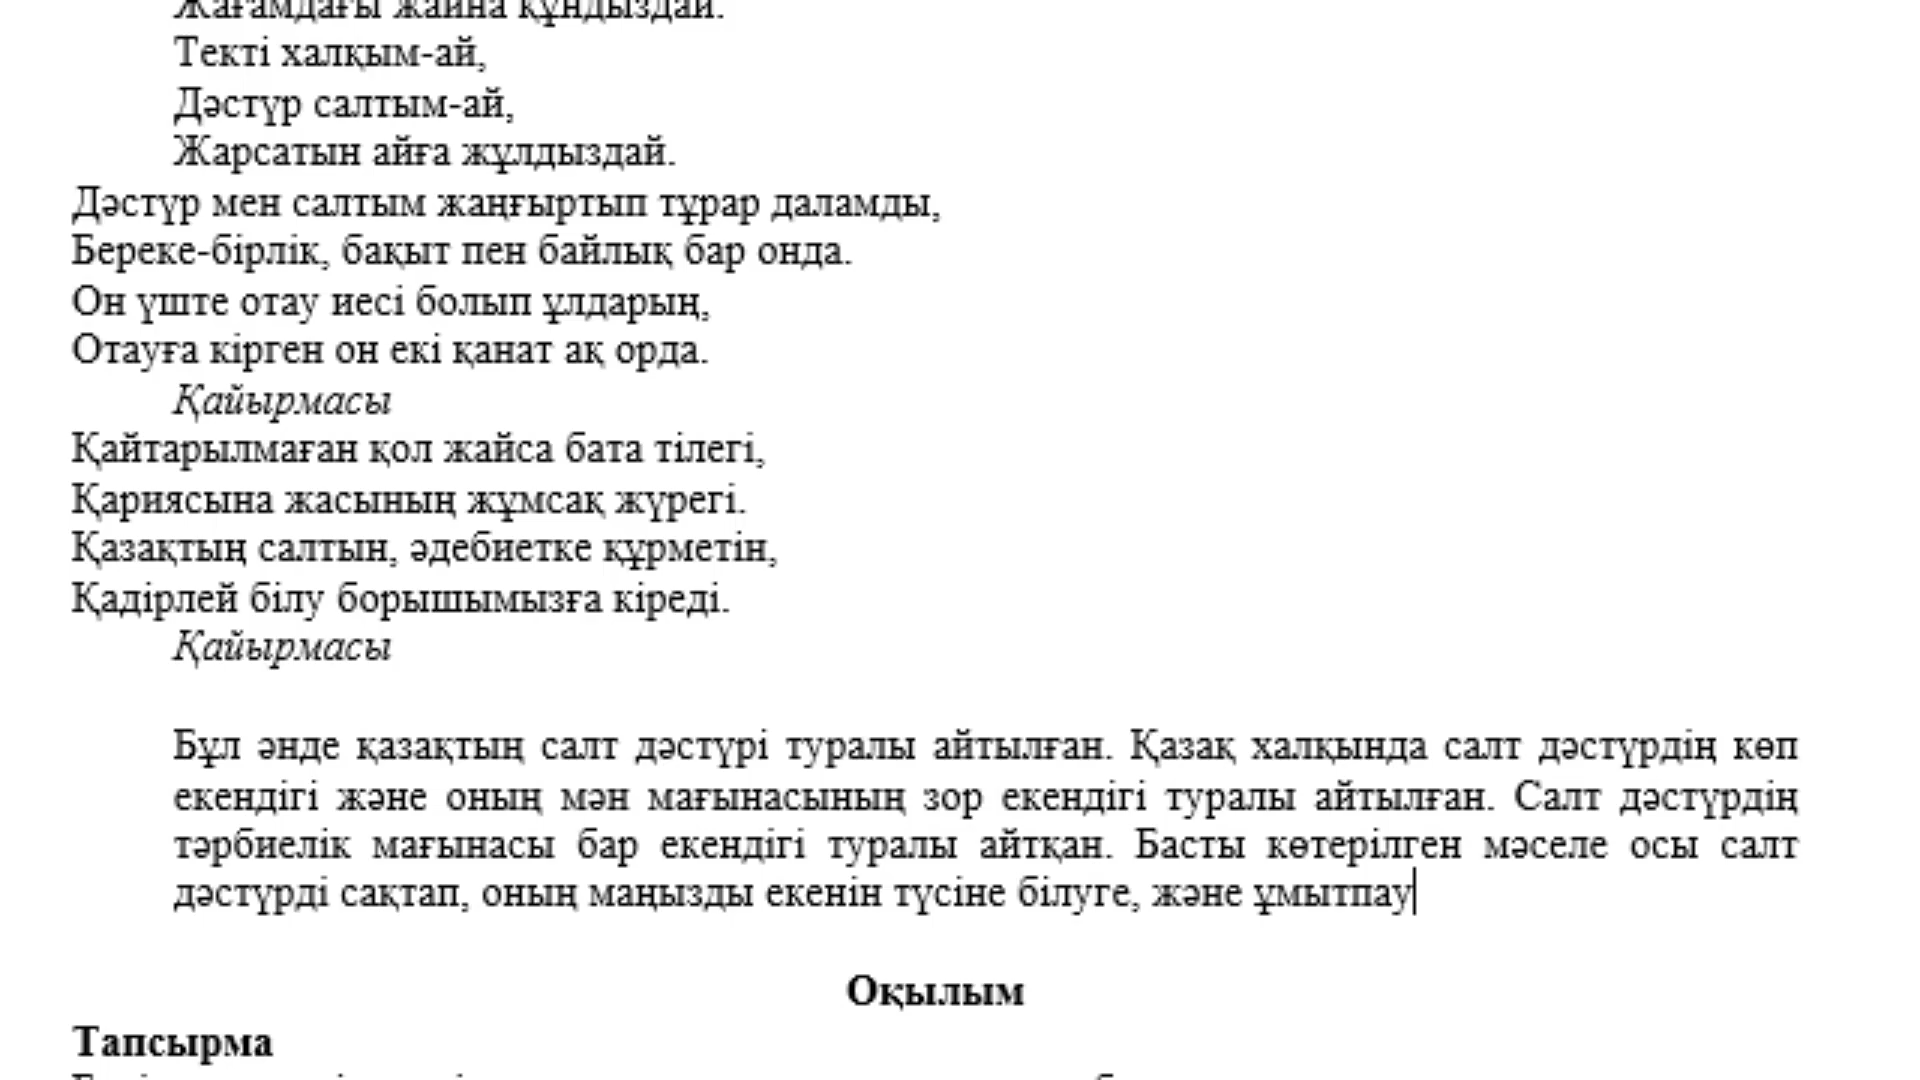 Жағамдағы жайна құндыздай.
Текті халқым-ай,
Дәстүр салтым-ай,
Жарсатын айға жұлдыздай.
Дәстүр мен салтым жаңғыртып тұрар даламды,
Береке-бірлік, бақыт пен байлық бар онда.
Он үште отау иесі болып ұлдарың,
Отауға кірген он екі қанат ақ орда.
Қайырмасы
Қайтарылмаған қол жайса бата тілегі,
Қариясына жасының жұмсақ жүрегі.
Қазақтың салтын, әдебиетке құрметін,
Қадірлей білу борышымызға кіреді.
Қайырмасы
Бұл әнде қазақтың салт дәстүрі туралы айтылған. Қазақ халқында салт дәстүрдің көп
екендігі және оның мән мағынасының зор екендігі туралы айтылған. Салт дәстүрдің
тәрбиелік мағынасы бар екендігі туралы айтқан. Басты көтерілген мәселе осы салт
дәстүрді сақтап, оның маңызды екенін түсіне білуге, және ұмытпау
Оқылым
Тапсырма